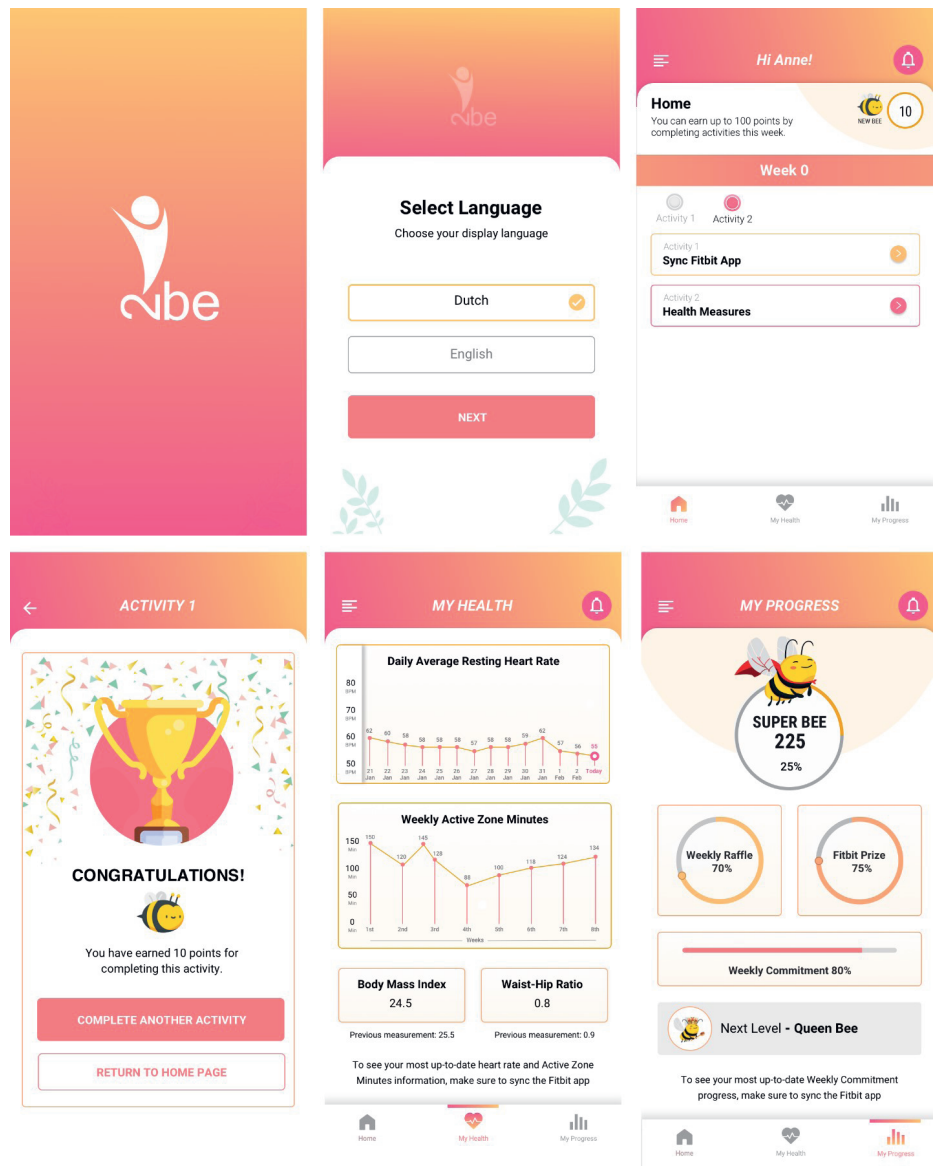 2be
2be
Select Language
Choose your display language
Dutch
English
NEXT
Hi Anne!
Home
You can earn up to 100 points by
completing activities this week.
NEW BEE
10
Week 0
Activity 1
Activity 2
Activity 1
Sync Fitbit App
Activity 2
Health Measures
Home
My Health
My Progress
ACTIVITY 1
CONGRATULATIONS!
You have earned 10 points for
completing this activity.
COMPLETE ANOTHER ACTIVITY
RETURN TO HOME PAGE
MY HEALTH
Daily Average Resting Heart Rate
80
BPM
70
BPM
60
BPM
50
BPM
62 60 58 58 58 58 57 58 58 59 62 57 56 55
21 22 23 24 25 26 27 28 29 30 31 1 2 Today
Jan Jan Jan Jan Jan Jan Jan Jan Jan Jan Jan Feb Feb
Weekly Active Zone Minutes
150
Min
100
Min
50
Min
0
Min
150 120 145 128 88 100 118 124 134
1st 2nd 3rd 4th 5th 6th 7th 8th
Weeks
Body Mass Index
24.5
Waist-Hip Ratio
0.8
Previous measurement: 25.5
Previous measurement: 0.9
To see your most up-to-date heart rate and Active Zone
Minutes information, make sure to sync the Fitbit app
Home
My Health
My Progress
MY PROGRESS
SUPER BEE
225
25%
Weekly Raffle
70%
Fitbit Prize
75%
Weekly Commitment 80%
Next Level - Queen Bee
To see your most up-to-date Weekly Commitment
progress, make sure to sync the Fitbit app
Home
My Health
My Progress